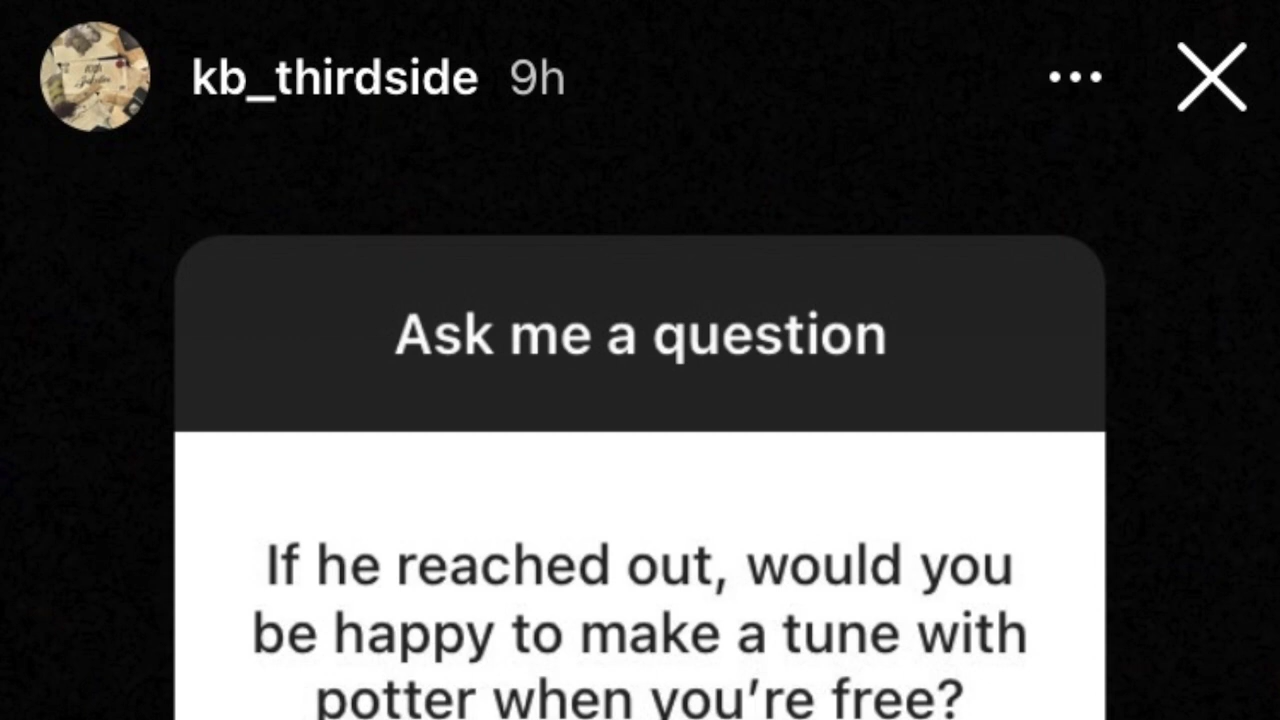 kb_thirdside 9h
Ask me a question
If he reached out, would you
be happy to make a tune with
potter when you’re free?